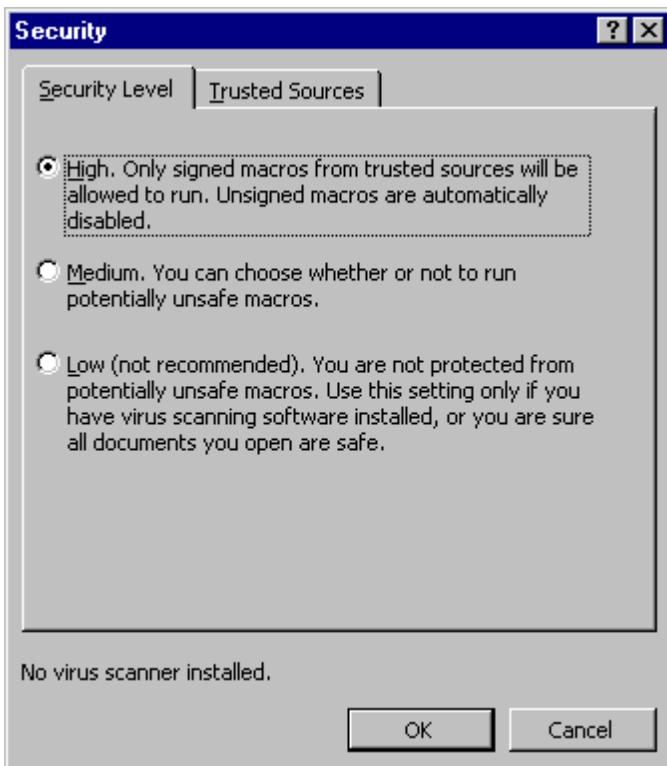 Security
Security Level
Trusted Sources
High. Only signed macros from trusted sources will be
allowed to run. Unsigned macros are automatically
disabled.
Medium. You can choose whether or not to run
potentially unsafe macros.
Low (not recommended). You are not protected from
potentially unsafe macros. Use this setting only if you
have virus scanning software installed, or you are sure
all documents you open are safe.
No virus scanner installed.
OK
Cancel